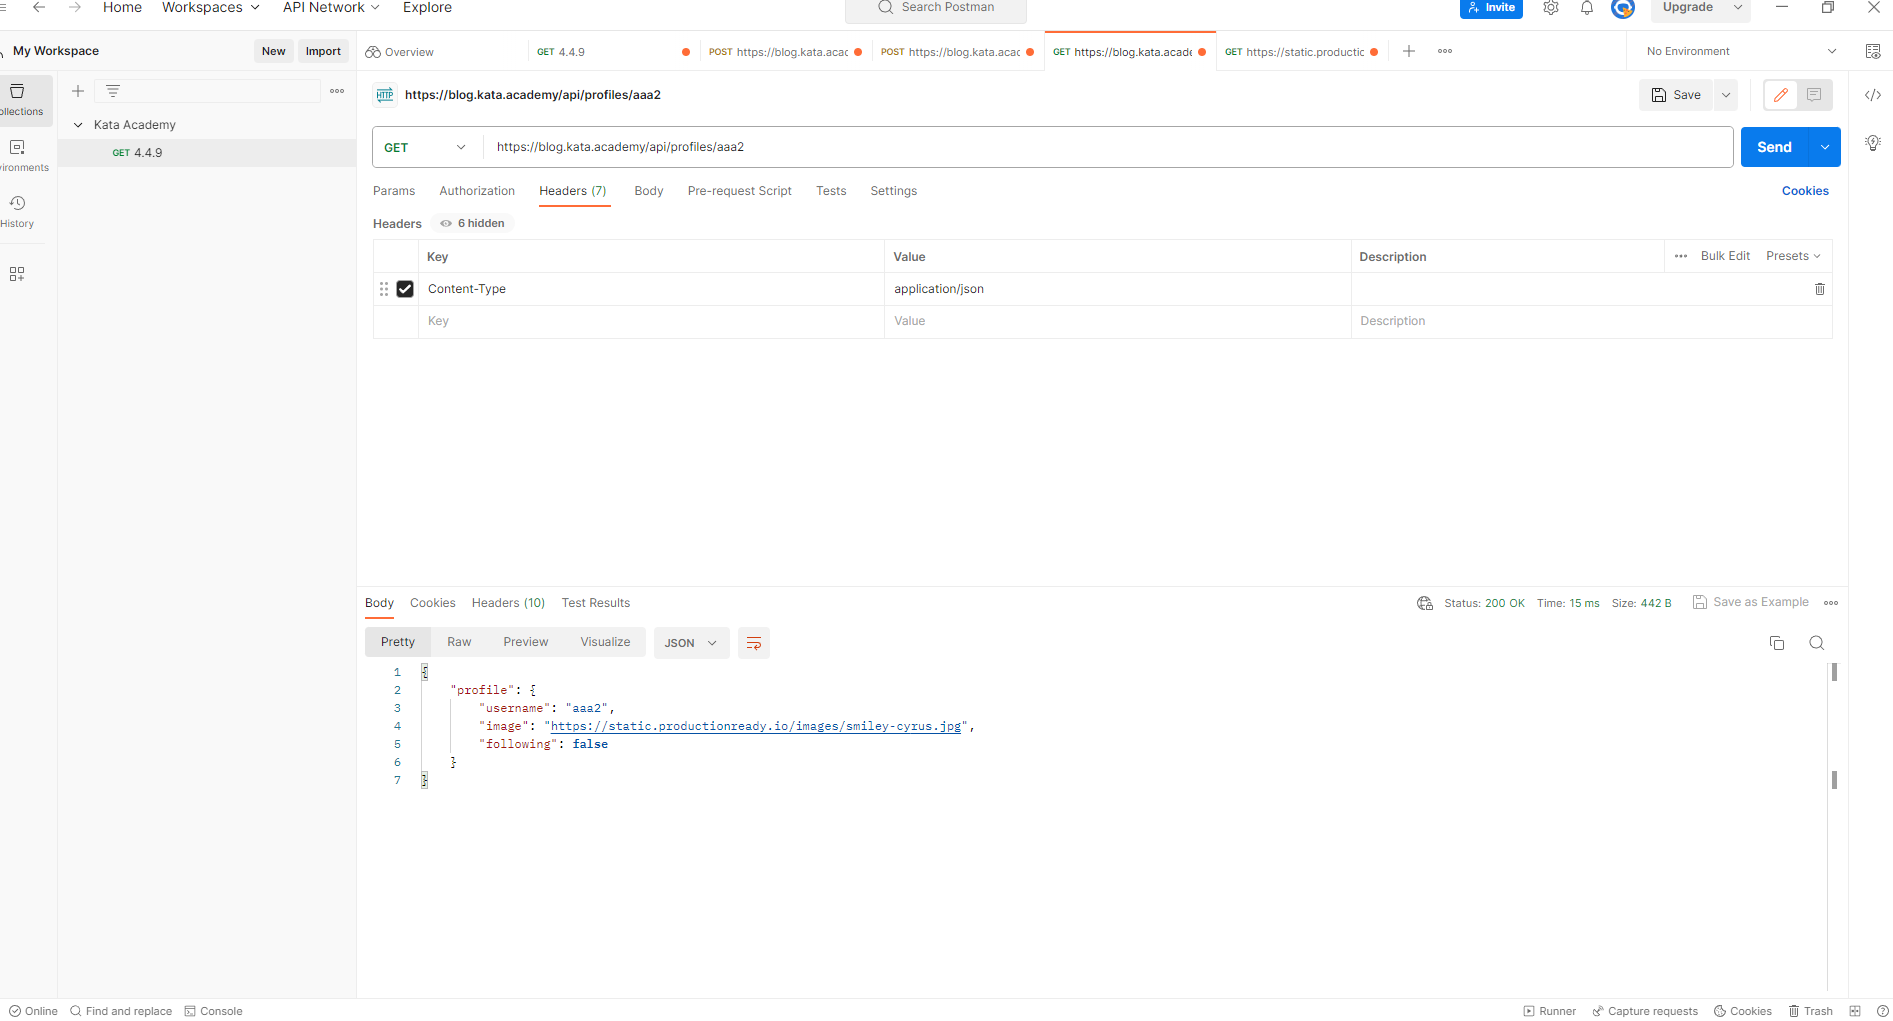 Home Workspaces API Network Explore Search Postman Invite Upgrade
My Workspace New Import Overview GET 4.4.9 POST https://blog.kata.acac POST https://blog.kata.acac GET https://blog.kata.acade GET https://static.productic No Environment
ollections
Kata Academy
GET 4.4.9
vironments
History
HTTP https://blog.kata.academy/api/profiles/aaa2 Save
GET https://blog.kata.academy/api/profiles/aaa2 Send
Params Authorization Headers (7) Body Pre-request Script Tests Settings Cookies
Headers 6 hidden
Key Value Description Bulk Edit Presets
Content-Type application/json
Key Value Description
Body Cookies Headers (10) Test Results Status: 200 OK Time: 15 ms Size: 442 B Save as Example
Pretty Raw Preview Visualize JSON
1 {
2 "profile": {
3 "username": "aaa2",
4 "image": "https://static.productionready.io/images/smiley-cyrus.jpg",
5 "following": false
6 }
7 }
Online Find and replace Console Runner Capture requests Cookies Trash